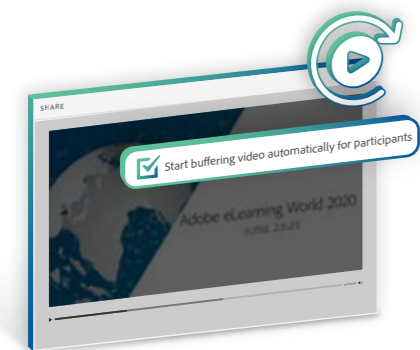 SHARE
Start buffering video automatically for participants
Adobe eLearning World 2020
JUNE 23-25